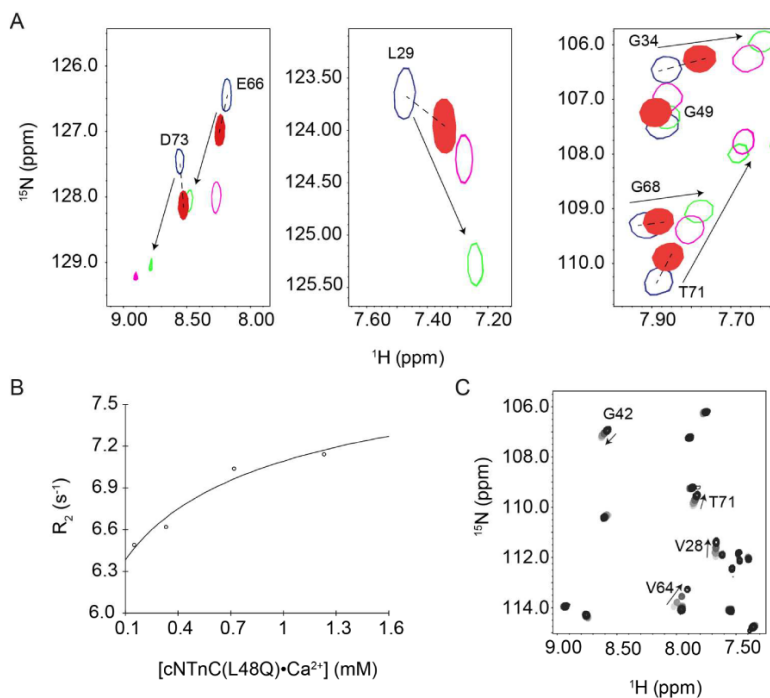 A
¹⁵N (ppm)
126.0
127.0
128.0
129.0
9.00 8.50 8.00
E66
D73
123.50
124.00
124.50
125.00
125.50
7.60 7.40 7.20
L29
106.0
107.0
108.0
109.0
110.0
7.90 7.70
G34
G49
G68
T71
¹H (ppm)
B
R₂ (s⁻¹)
7.5
7.2
6.9
6.6
6.3
6.0
0.1 0.4 0.7 1 1.3 1.6
[cNTnC(L48Q)•Ca²⁺] (mM)
C
¹⁵N (ppm)
106.0
108.0
110.0
112.0
114.0
9.00 8.50 8.00 7.50
G42
T71
V28
V64
¹H (ppm)